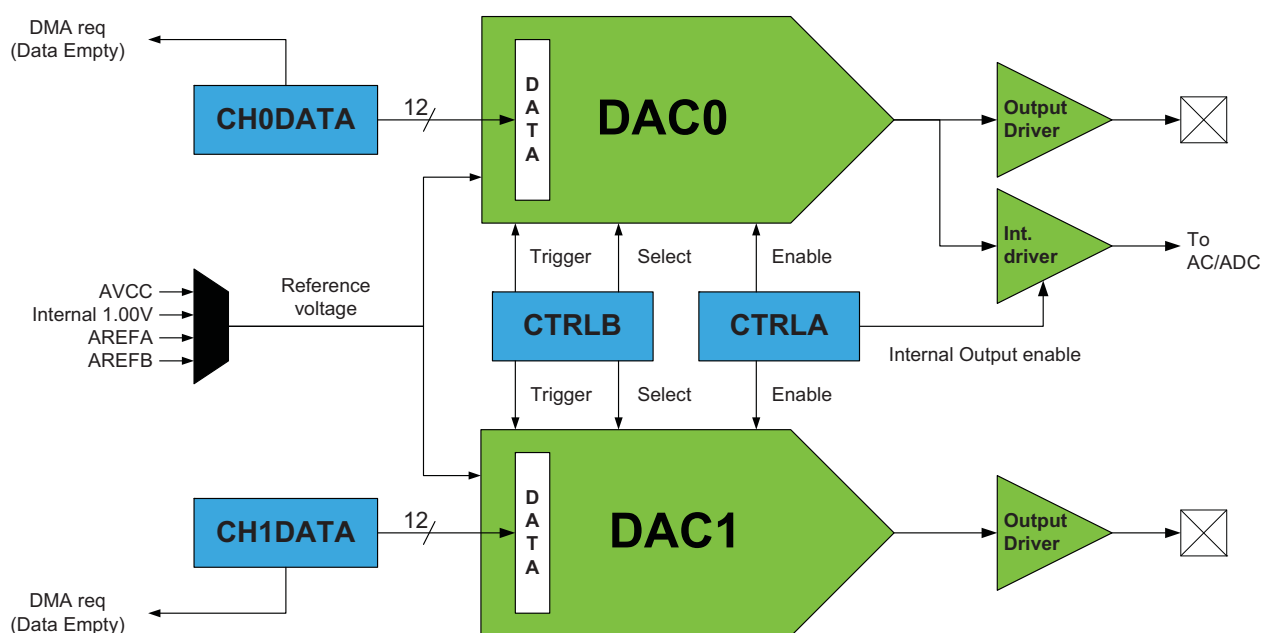 DMA req
(Data Empty)
CH0DATA
12
D
A
T
A
DAC0
Output
Driver
Int.
driver
To
AC/ADC
Trigger
Select
Enable
AVCC
Internal 1.00V
AREFA
AREFB
Reference
voltage
CTRLB
CTRLA
Internal Output enable
Trigger
Select
Enable
CH1DATA
12
D
A
T
A
DAC1
Output
Driver
DMA req
(Data Empty)